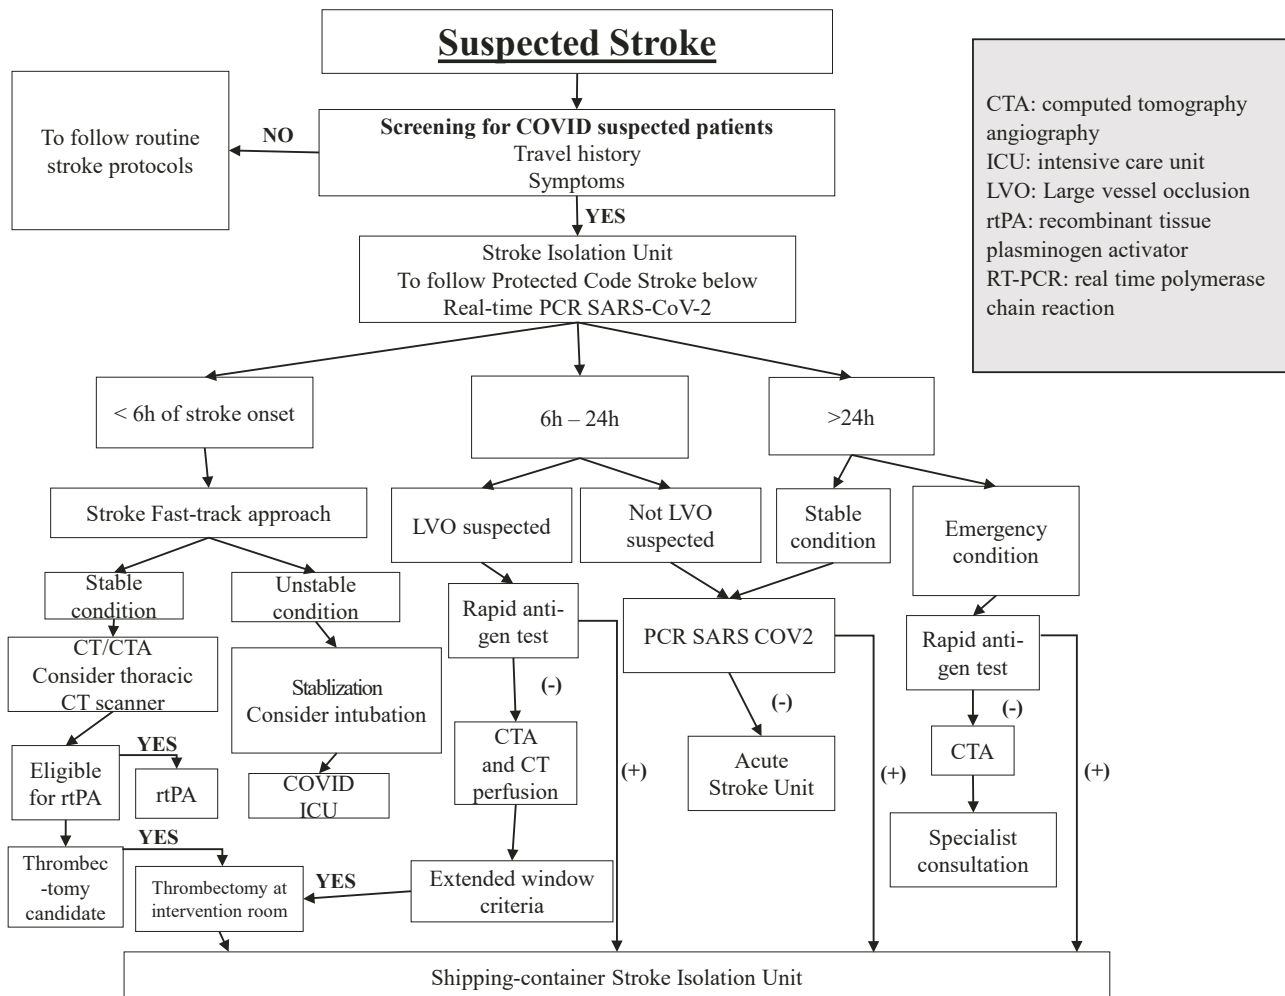 Suspected Stroke
To follow routine
stroke protocols
NO
Screening for COVID suspected patients
Travel history
Symptoms
CTA: computed tomography
angiography
ICU: intensive care unit
LVO: Large vessel occlusion
rtPA: recombinant tissue
plasminogen activator
RT-PCR: real time polymerase
chain reaction
YES
Stroke Isolation Unit
To follow Protected Code Stroke below
Real-time PCR SARS-CoV-2
< 6h of stroke onset
6h – 24h
>24h
Stroke Fast-track approach
LVO suspected
Not LVO
suspected
Stable
condition
Emergency
condition
Stable
condition
Unstable
condition
Rapid anti-
gen test
PCR SARS COV2
Rapid anti-
gen test
CT/CTA
Consider thoracic
CT scanner
Stablization
Consider intubation
(-)
(-)
(-)
CTA
and CT
perfusion
Acute
Stroke Unit
CTA
(+)
(+)
(+)
Eligible
for rtPA
YES
rtPA
COVID
ICU
Specialist
consultation
YES
Thrombec
-tomy
candidate
Thrombectomy at
intervention room
YES
Extended window
criteria
Shipping-container Stroke Isolation Unit